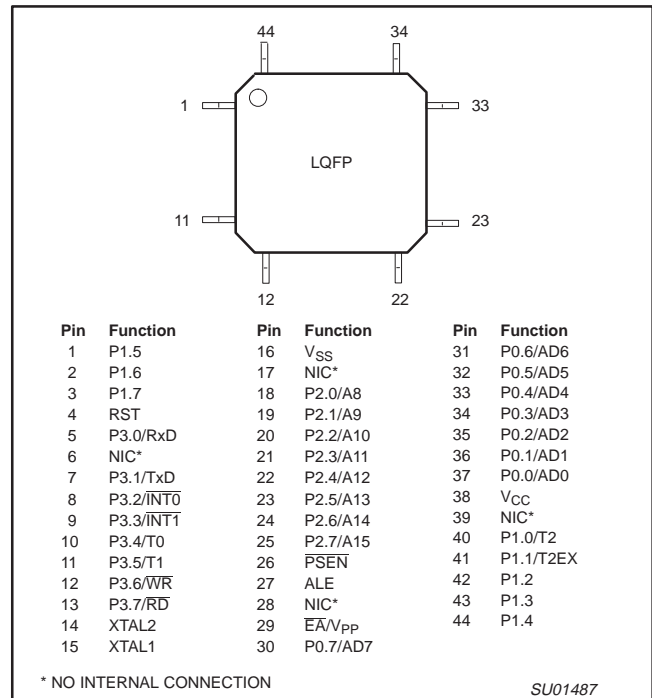 44 34
1 33
LQFP
11 23
12 22
Pin Function Pin Function Pin Function
1 P1.5 16 VSS 31 P0.6/AD6
2 P1.6 17 NIC* 32 P0.5/AD5
3 P1.7 18 P2.0/A8 33 P0.4/AD4
4 RST 19 P2.1/A9 34 P0.3/AD3
5 P3.0/RxD 20 P2.2/A10 35 P0.2/AD2
6 NIC* 21 P2.3/A11 36 P0.1/AD1
7 P3.1/TxD 22 P2.4/A12 37 P0.0/AD0
8 P3.2/INT0 23 P2.5/A13 38 VCC
9 P3.3/INT1 24 P2.6/A14 39 NIC*
10 P3.4/T0 25 P2.7/A15 40 P1.0/T2
11 P3.5/T1 26 PSEN 41 P1.1/T2EX
12 P3.6/WR 27 ALE 42 P1.2
13 P3.7/RD 28 NIC* 43 P1.3
14 XTAL2 29 EA/VPP 44 P1.4
15 XTAL1 30 P0.7/AD7
* NO INTERNAL CONNECTION
SU01487